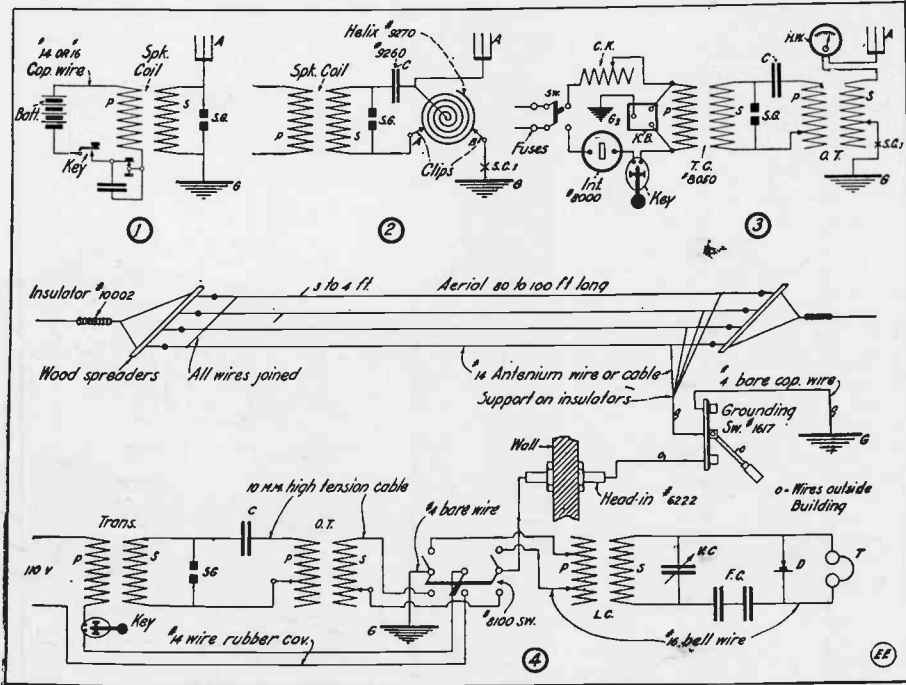 #14 OR 16
Cop. wire
Spk.
Coil
A
P
S
S.G.
Batt.
Key
G
1
Helix #9270
#9260
C
A
Spk. Coil
P
S
S.G.
A
B
Clips
S.C.1
G
2
H.W.
A
C.K.
C
SW.
G2
K.B.
P
S
S.G.
P
S
Fuses
Int.
#8000
Key
T.C.
#8050
O.T.
S.C.1
G
3
Insulator #10002
3 to 4 ft.
Aerial 80 to 100 ft long
Wood spreaders
All wires joined
#14 Antenium wire or cable
Support on insulators
#4 bare cop. wire
Grounding
Sw. #1617
G
Wall
Lead-in #6222
o-Wires outside
Building
10 M.M. high tension cable
#4 bare wire
Trans.
C
O.T.
P
S
P
S
P
S
V.C
D
T
110 V
SG
F.C.
Key
G
#8100 SW.
L.C.
#14 wire rubber cov.
#16 bell wire
4
EE